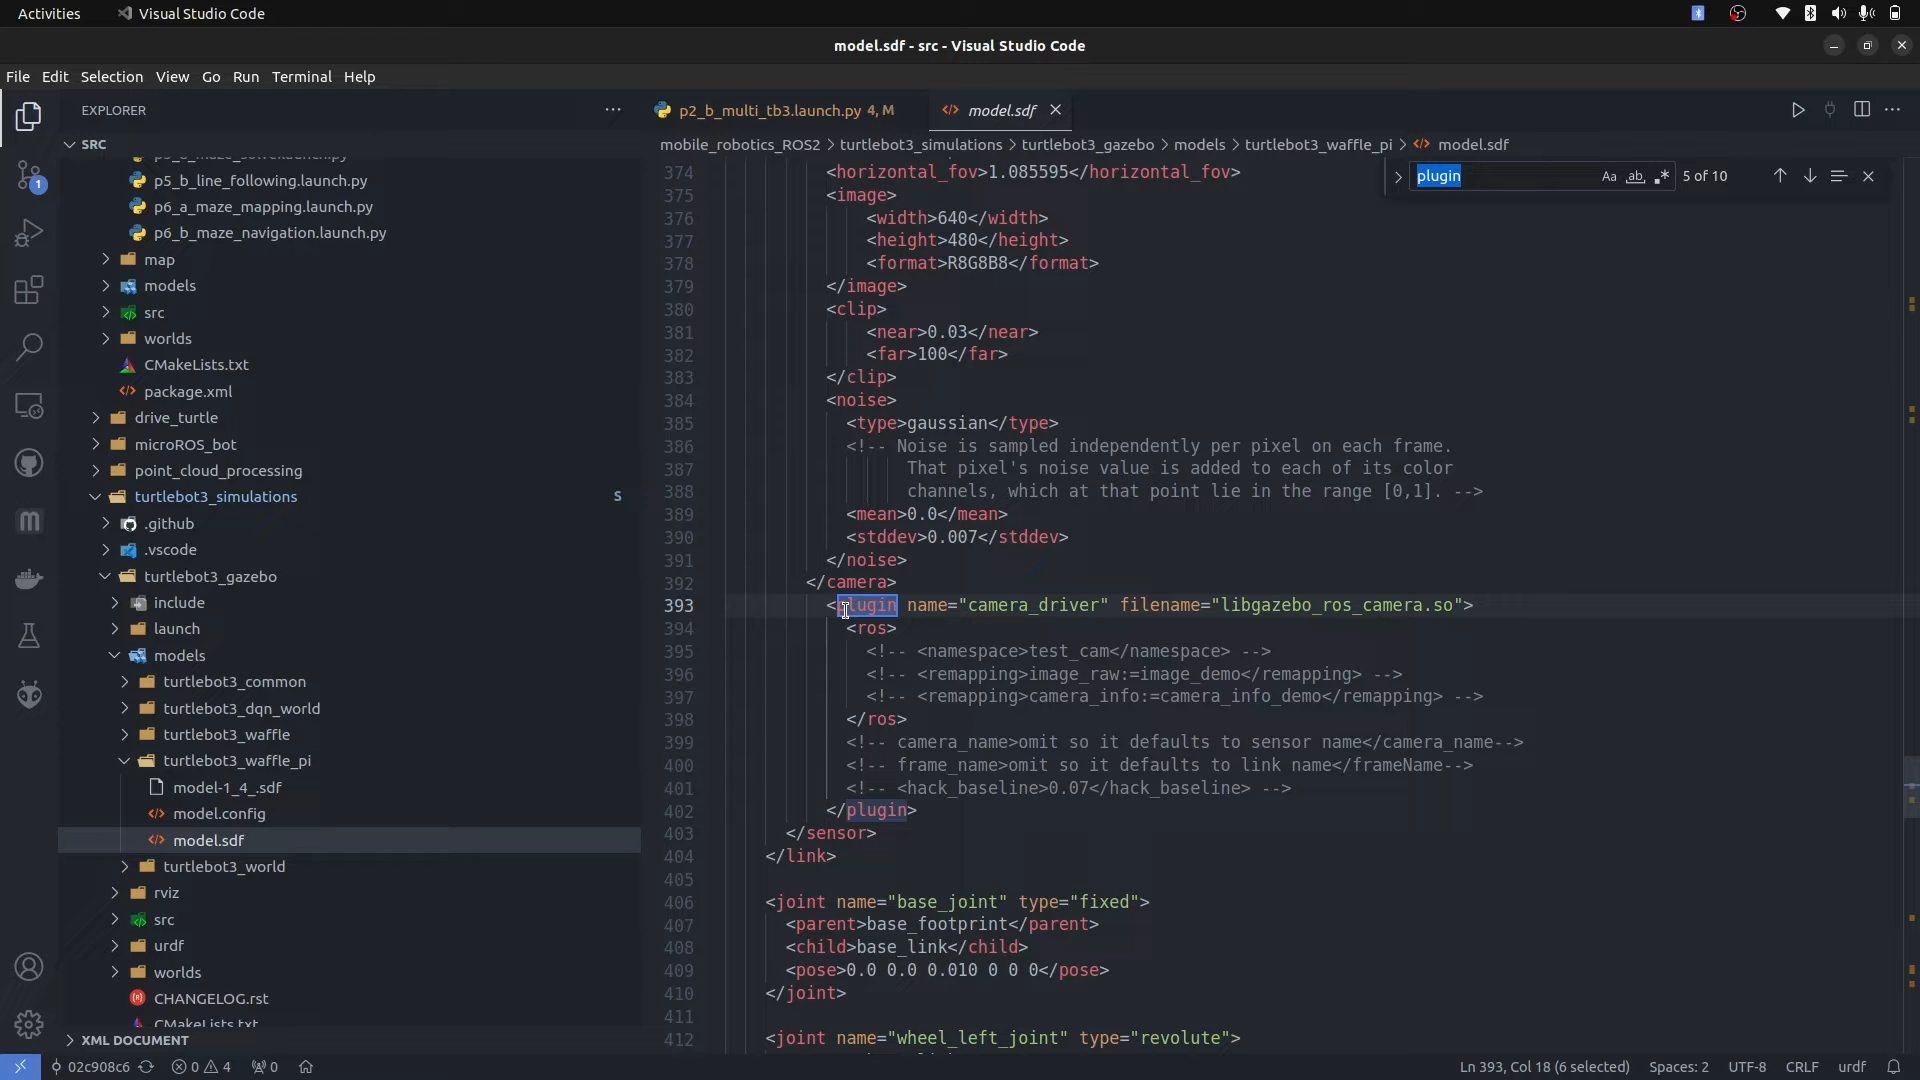 Activities
Visual Studio Code
model.sdf - src - Visual Studio Code
File Edit Selection View Go Run Terminal Help
EXPLORER
p2_b_multi_tb3.launch.py 4, M
model.sdf
SRC
mobile_robotics_ROS2 > turtlebot3_simulations > turtlebot3_gazebo > models > turtlebot3_waffle_pi > model.sdf
plugin
Aa ab, .* 5 of 10
p5_b_line_following.launch.py
p6_a_maze_mapping.launch.py
p6_b_maze_navigation.launch.py
map
models
src
worlds
CMakeLists.txt
package.xml
drive_turtle
microROS_bot
point_cloud_processing
turtlebot3_simulations S
.github
.vscode
turtlebot3_gazebo
include
launch
models
turtlebot3_common
turtlebot3_dqn_world
turtlebot3_waffle
turtlebot3_waffle_pi
model-1_4_.sdf
model.config
model.sdf
turtlebot3_world
rviz
src
urdf
worlds
CHANGELOG.rst
CMakeLists.txt
XML DOCUMENT
1
374 <horizontal_fov>1.085595</horizontal_fov>
375 <image>
376 <width>640</width>
377 <height>480</height>
378 <format>R8G8B8</format>
379 </image>
380 <clip>
381 <near>0.03</near>
382 <far>100</far>
383 </clip>
384 <noise>
385 <type>gaussian</type>
386 <!-- Noise is sampled independently per pixel on each frame.
387 That pixel's noise value is added to each of its color
388 channels, which at that point lie in the range [0,1]. -->
389 <mean>0.0</mean>
390 <stddev>0.007</stddev>
391 </noise>
392 </camera>
393 <plugin name="camera_driver" filename="libgazebo_ros_camera.so">
394 <ros>
395 <!-- <namespace>test_cam</namespace> -->
396 <!-- <remapping>image_raw:=image_demo</remapping> -->
397 <!-- <remapping>camera_info:=camera_info_demo</remapping> -->
398 </ros>
399 <!-- camera_name>omit so it defaults to sensor name</camera_name-->
400 <!-- frame_name>omit so it defaults to link name</frameName-->
401 <!-- <hack_baseline>0.07</hack_baseline> -->
402 </plugin>
403 </sensor>
404 </link>
405
406 <joint name="base_joint" type="fixed">
407 <parent>base_footprint</parent>
408 <child>base_link</child>
409 <pose>0.0 0.0 0.010 0 0 0</pose>
410 </joint>
411
412 <joint name="wheel_left_joint" type="revolute">
02c908c6 0 4 0
Ln 393, Col 18 (6 selected) Spaces: 2 UTF-8 CRLF urdf